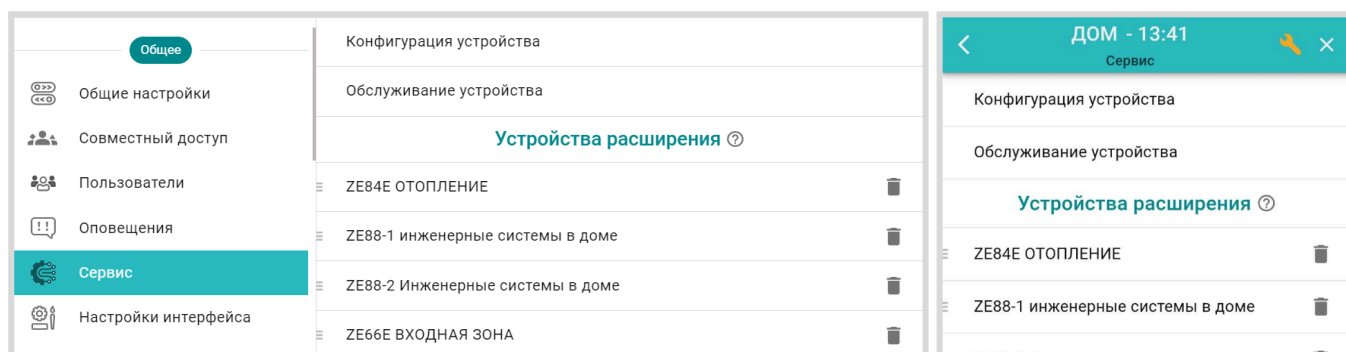 Общее
Общие настройки
Совместный доступ
Пользователи
Оповещения
Сервис
Настройки интерфейса
Конфигурация устройства
Обслуживание устройства
Устройства расширения ?
ZE84E ОТОПЛЕНИЕ
ZE88-1 инженерные системы в доме
ZE88-2 Инженерные системы в доме
ZE66E ВХОДНАЯ ЗОНА
ДОМ - 13:41
Сервис
Конфигурация устройства
Обслуживание устройства
Устройства расширения ?
ZE84E ОТОПЛЕНИЕ
ZE88-1 инженерные системы в доме